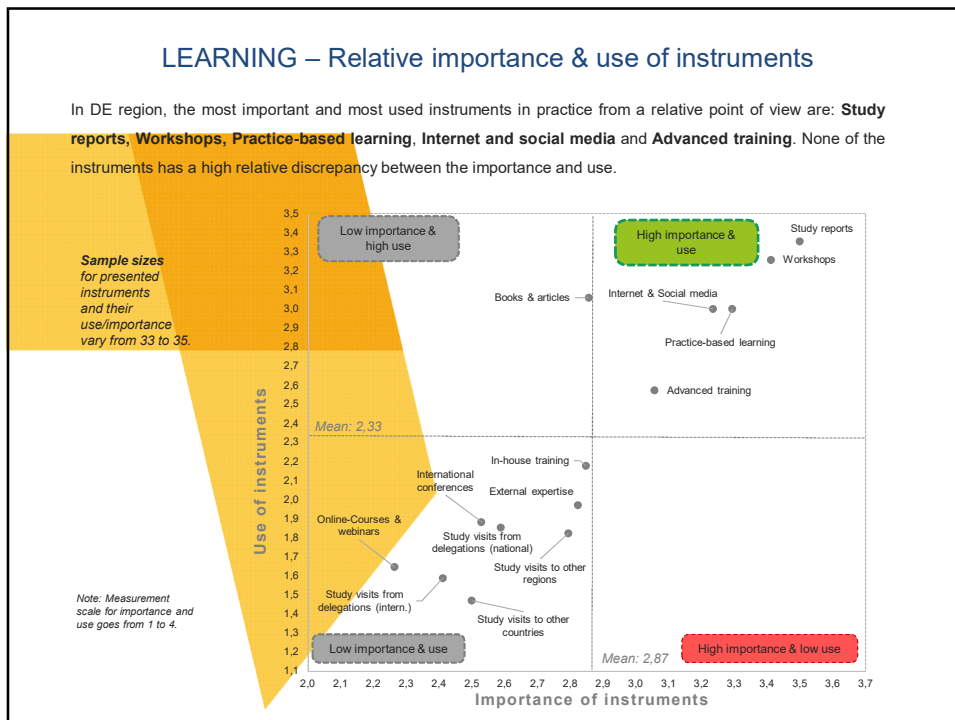 LEARNING – Relative importance & use of instruments
In DE region, the most important and most used instruments in practice from a relative point of view are: Study
reports, Workshops, Practice-based learning, Internet and social media and Advanced training. None of the
instruments has a high relative discrepancy between the importance and use.
Sample sizes
for presented
instruments
and their
use/importance
vary from 33 to 35.
Note: Measurement
scale for importance and
use goes from 1 to 4.
Use of instruments
3,5
3,4
3,3
3,2
3,1
3,0
2,9
2,8
2,7
2,6
2,5
2,4
2,3
2,2
2,1
2,0
1,9
1,8
1,7
1,6
1,5
1,4
1,3
1,2
1,1
Low importance &
high use
High importance &
use
Study reports
Workshops
Books & articles
Internet & Social media
Practice-based learning
Advanced training
Mean: 2,33
In-house training
International
conferences
External expertise
Online-Courses &
webinars
Study visits from
delegations (national)
Study visits to other
regions
Study visits from
delegations (intern.)
Study visits to other
countries
Low importance & use
Mean: 2,87
High importance & low use
2,0
2,1
2,2
2,3
2,4
2,5
2,6
2,7
2,8
2,9
3,0
3,1
3,2
3,3
3,4
3,5
3,6
3,7
Importance of instruments